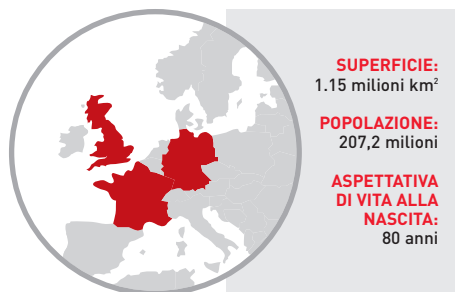 SUPERFICIE:
1.15 milioni km²
POPOLAZIONE:
207,2 milioni
ASPETTATIVA
DI VITA ALLA
NASCITA:
80 anni